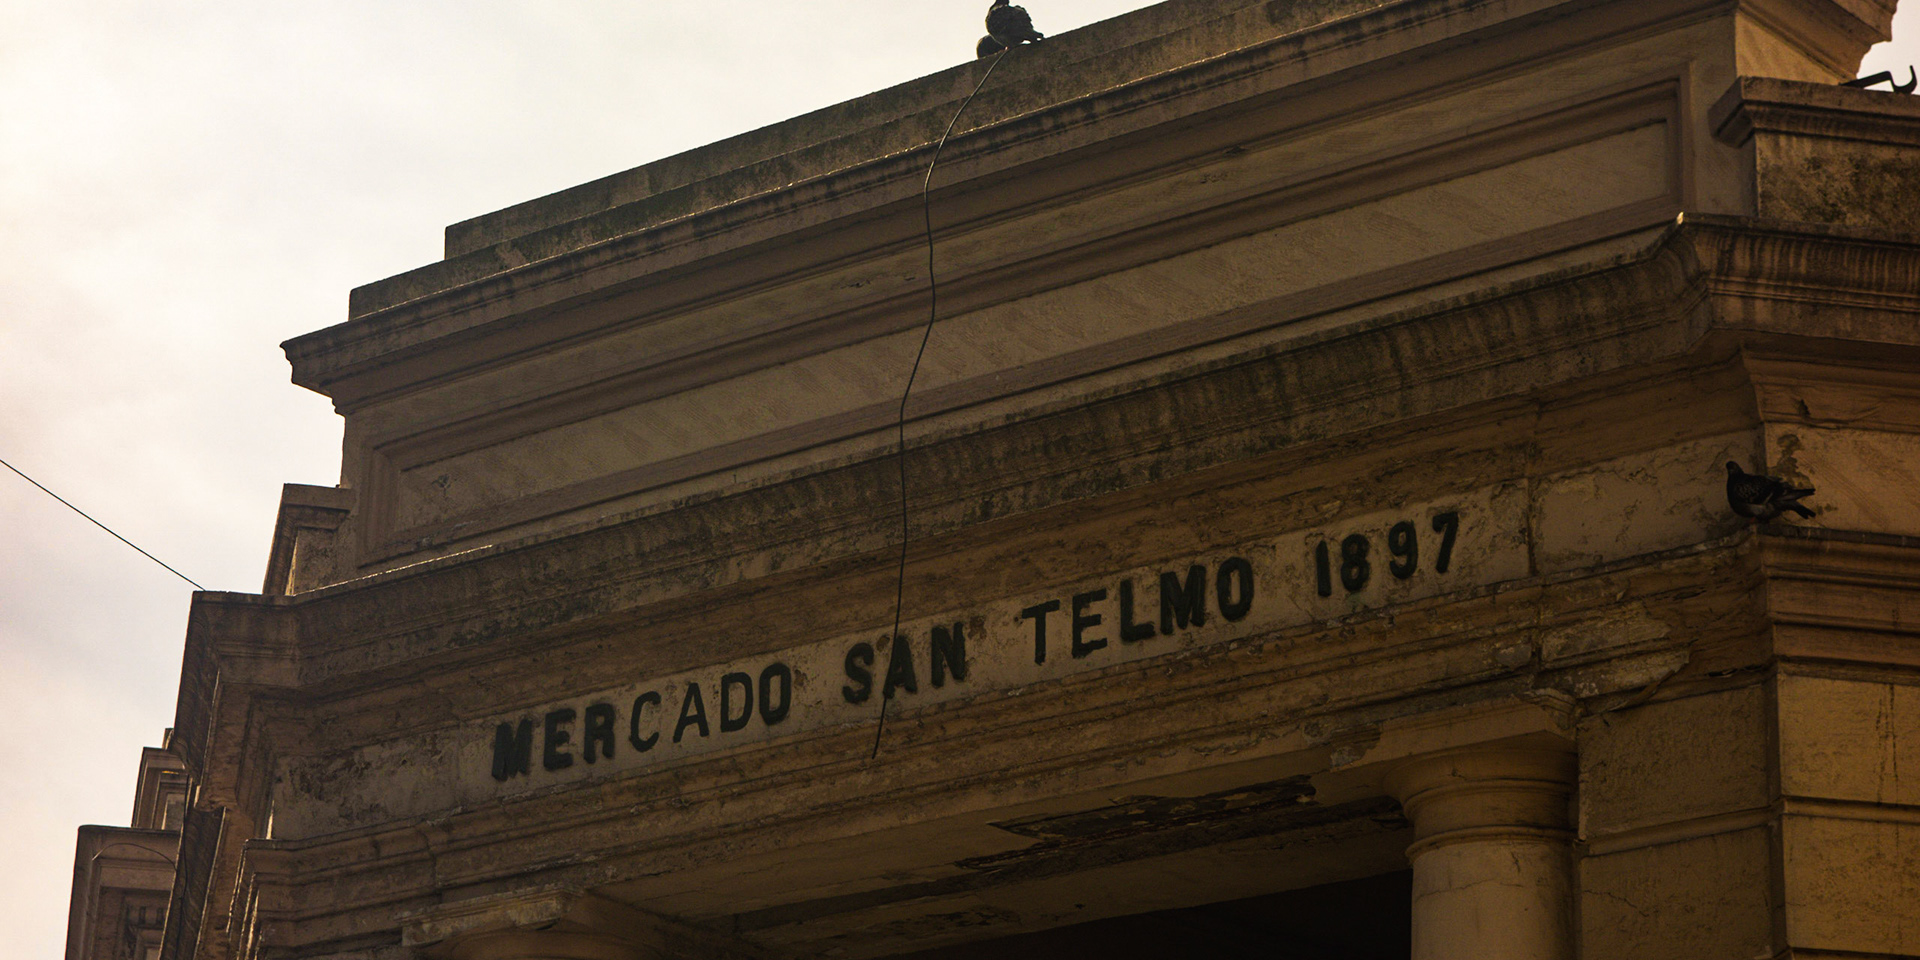 MERCADO SAN TELMO 1897